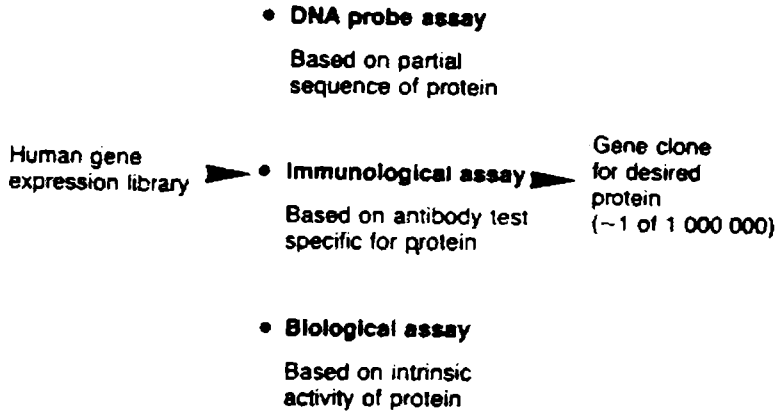 • DNA probe assay
Based on partial
sequence of protein
Human gene
expression library
• Immunological assay
Based on antibody test
specific for protein
Gene clone
for desired
protein
(~1 of 1 000 000)
• Biological assay
Based on intrinsic
activity of protein